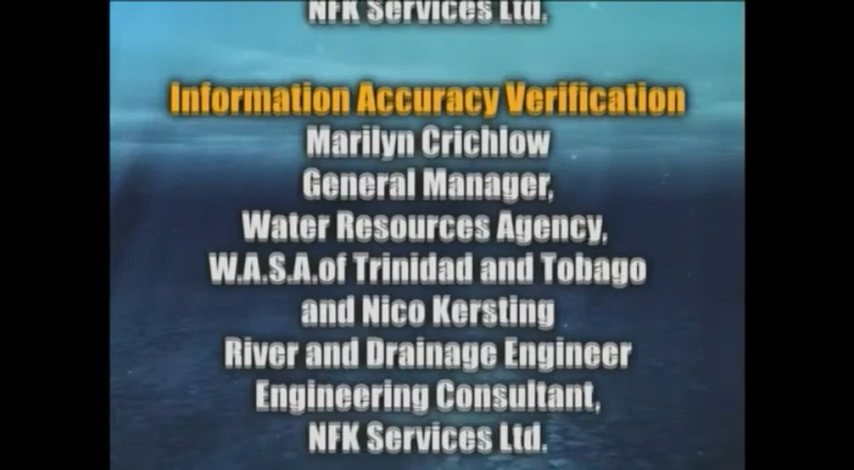 NFK Services Ltd.
Information Accuracy Verification
Marilyn Crichlow
General Manager,
Water Resources Agency,
W.A.S.A.of Trinidad and Tobago
and Nico Kersting
River and Drainage Engineer
Engineering Consultant,
NFK Services Ltd.